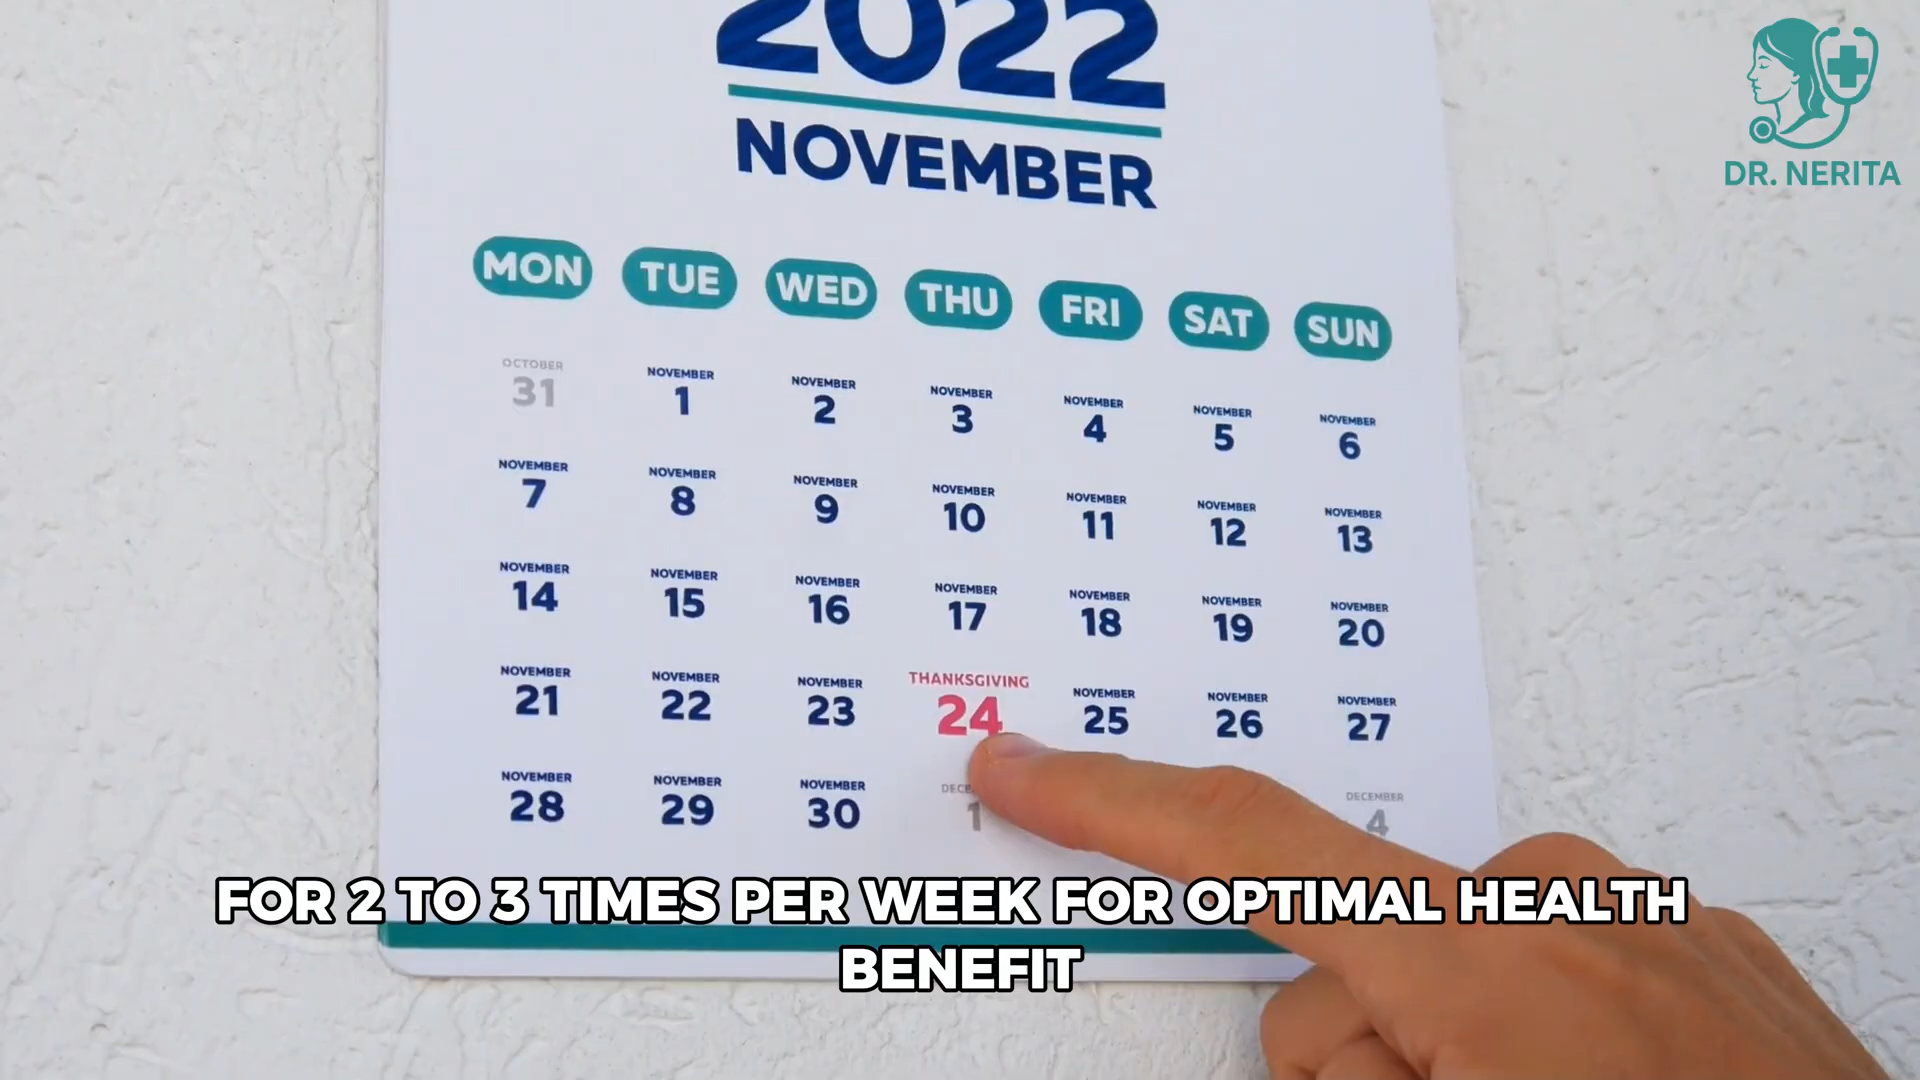 2022
NOVEMBER
DR. NERITA
MON TUE WED THU FRI SAT SUN
OCTOBER NOVEMBER NOVEMBER NOVEMBER NOVEMBER NOVEMBER NOVEMBER
31 1 2 3 4 5 6
NOVEMBER NOVEMBER NOVEMBER NOVEMBER NOVEMBER NOVEMBER NOVEMBER
7 8 9 10 11 12 13
NOVEMBER NOVEMBER NOVEMBER NOVEMBER NOVEMBER NOVEMBER NOVEMBER
14 15 16 17 18 19 20
NOVEMBER NOVEMBER NOVEMBER THANKSGIVING NOVEMBER NOVEMBER NOVEMBER
21 22 23 24 25 26 27
NOVEMBER NOVEMBER NOVEMBER DECEMBER
28 29 30 1 4
FOR 2 TO 3 TIMES PER WEEK FOR OPTIMAL HEALTH
BENEFIT